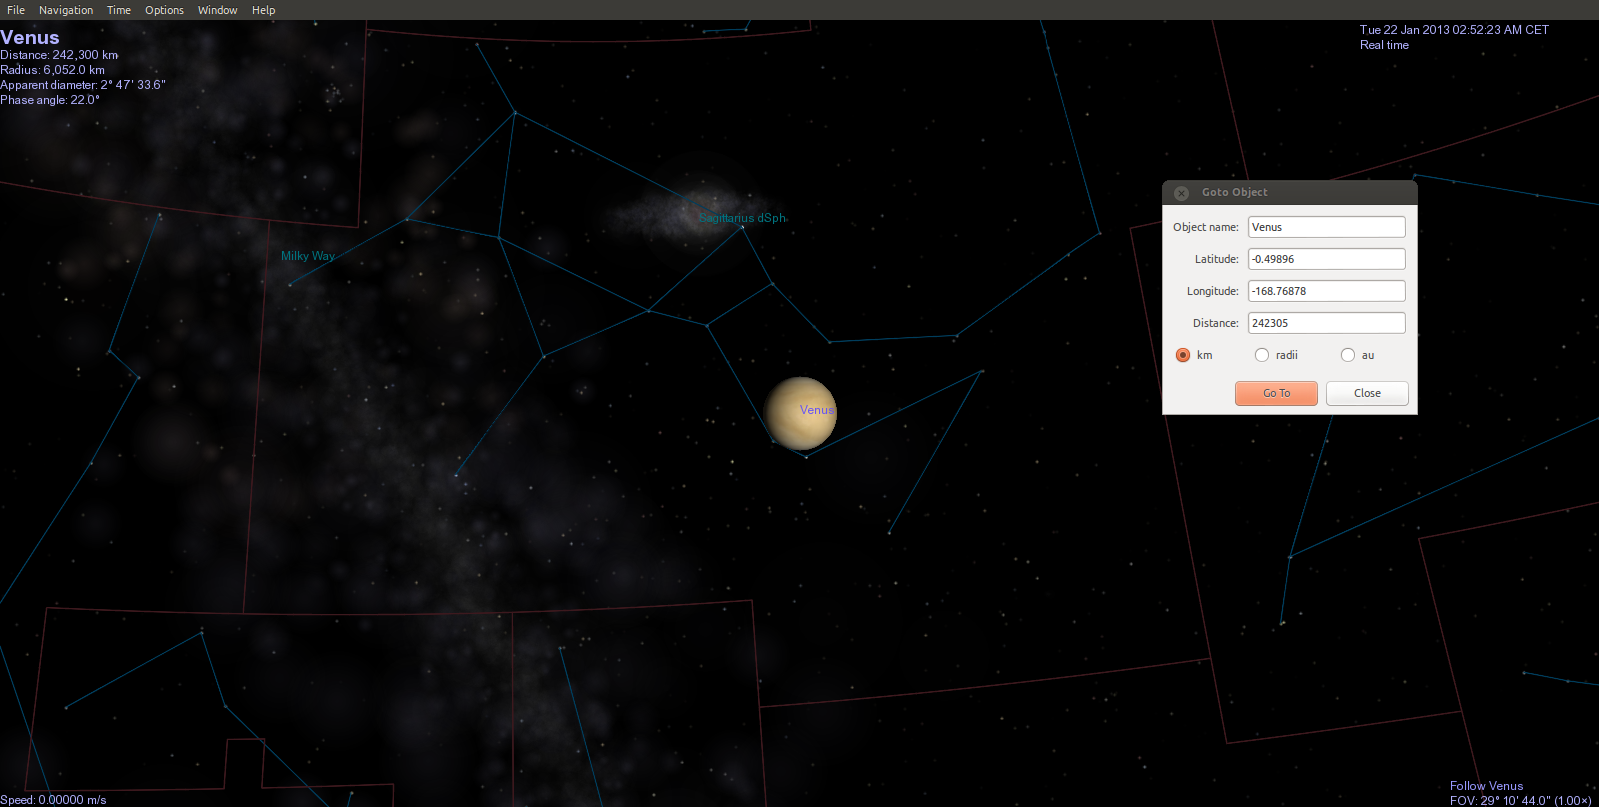 File Navigation Time Options Window Help
Venus
Distance: 242,300 km
Radius: 6,052.0 km
Apparent diameter: 2° 47' 33.6"
Phase angle: 22.0°
Tue 22 Jan 2013 02:52:23 AM CET
Real time
Sagittarius dSph
Milky Way
Venus
Goto Object
Object name: Venus
Latitude: -0.49896
Longitude: -168.76878
Distance: 242305
km radii au
Go To Close
Speed: 0.00000 m/s
Follow Venus
FOV: 29° 10' 44.0" (1.00×)